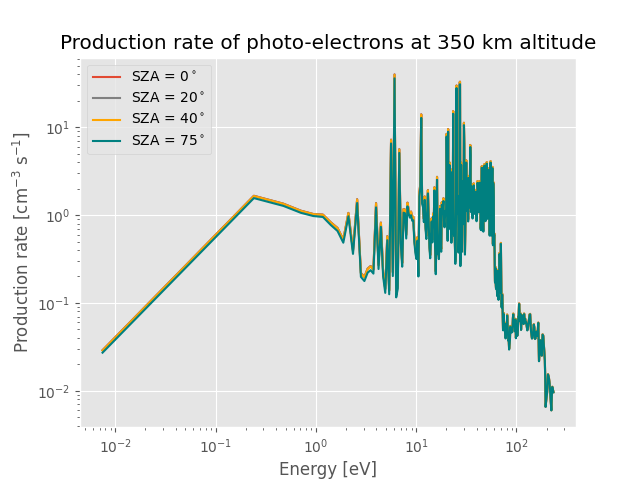 Production rate of photo-electrons at 350 km altitude
SZA = 0°
SZA = 20°
SZA = 40°
SZA = 75°
Production rate [cm⁻³ s⁻¹]
10¹
10⁰
10⁻¹
10⁻²
10⁻² 10⁻¹ 10⁰ 10¹ 10²
Energy [eV]